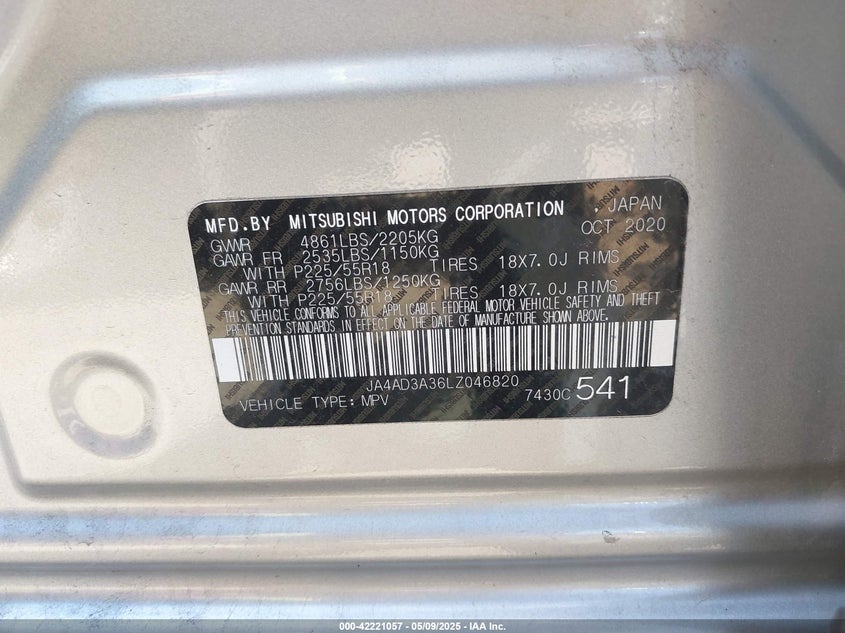 MFD.BY MITSUBISHI MOTORS CORPORATION . JAPAN
GVWR 4861LBS/2205KG OCT 2020
GAWR FR 2535LBS/1150KG
WITH P225/55R18 TIRES 18X7.0J RIMS
GAWR RR 2756LBS/1250KG
WITH P225/55R18 TIRES 18X7.0J RIMS
THIS VEHICLE CONFORMS TO ALL APPLICABLE FEDERAL MOTOR VEHICLE SAFETY AND THEFT
PREVENTION STANDARDS IN EFFECT ON THE DATE OF MANUFACTURE SHOWN ABOVE.
JA4AD3A36LZ046820
VEHICLE TYPE: MPV 7430C 541
000-42221057 - 05/09/2025 - IAA Inc.